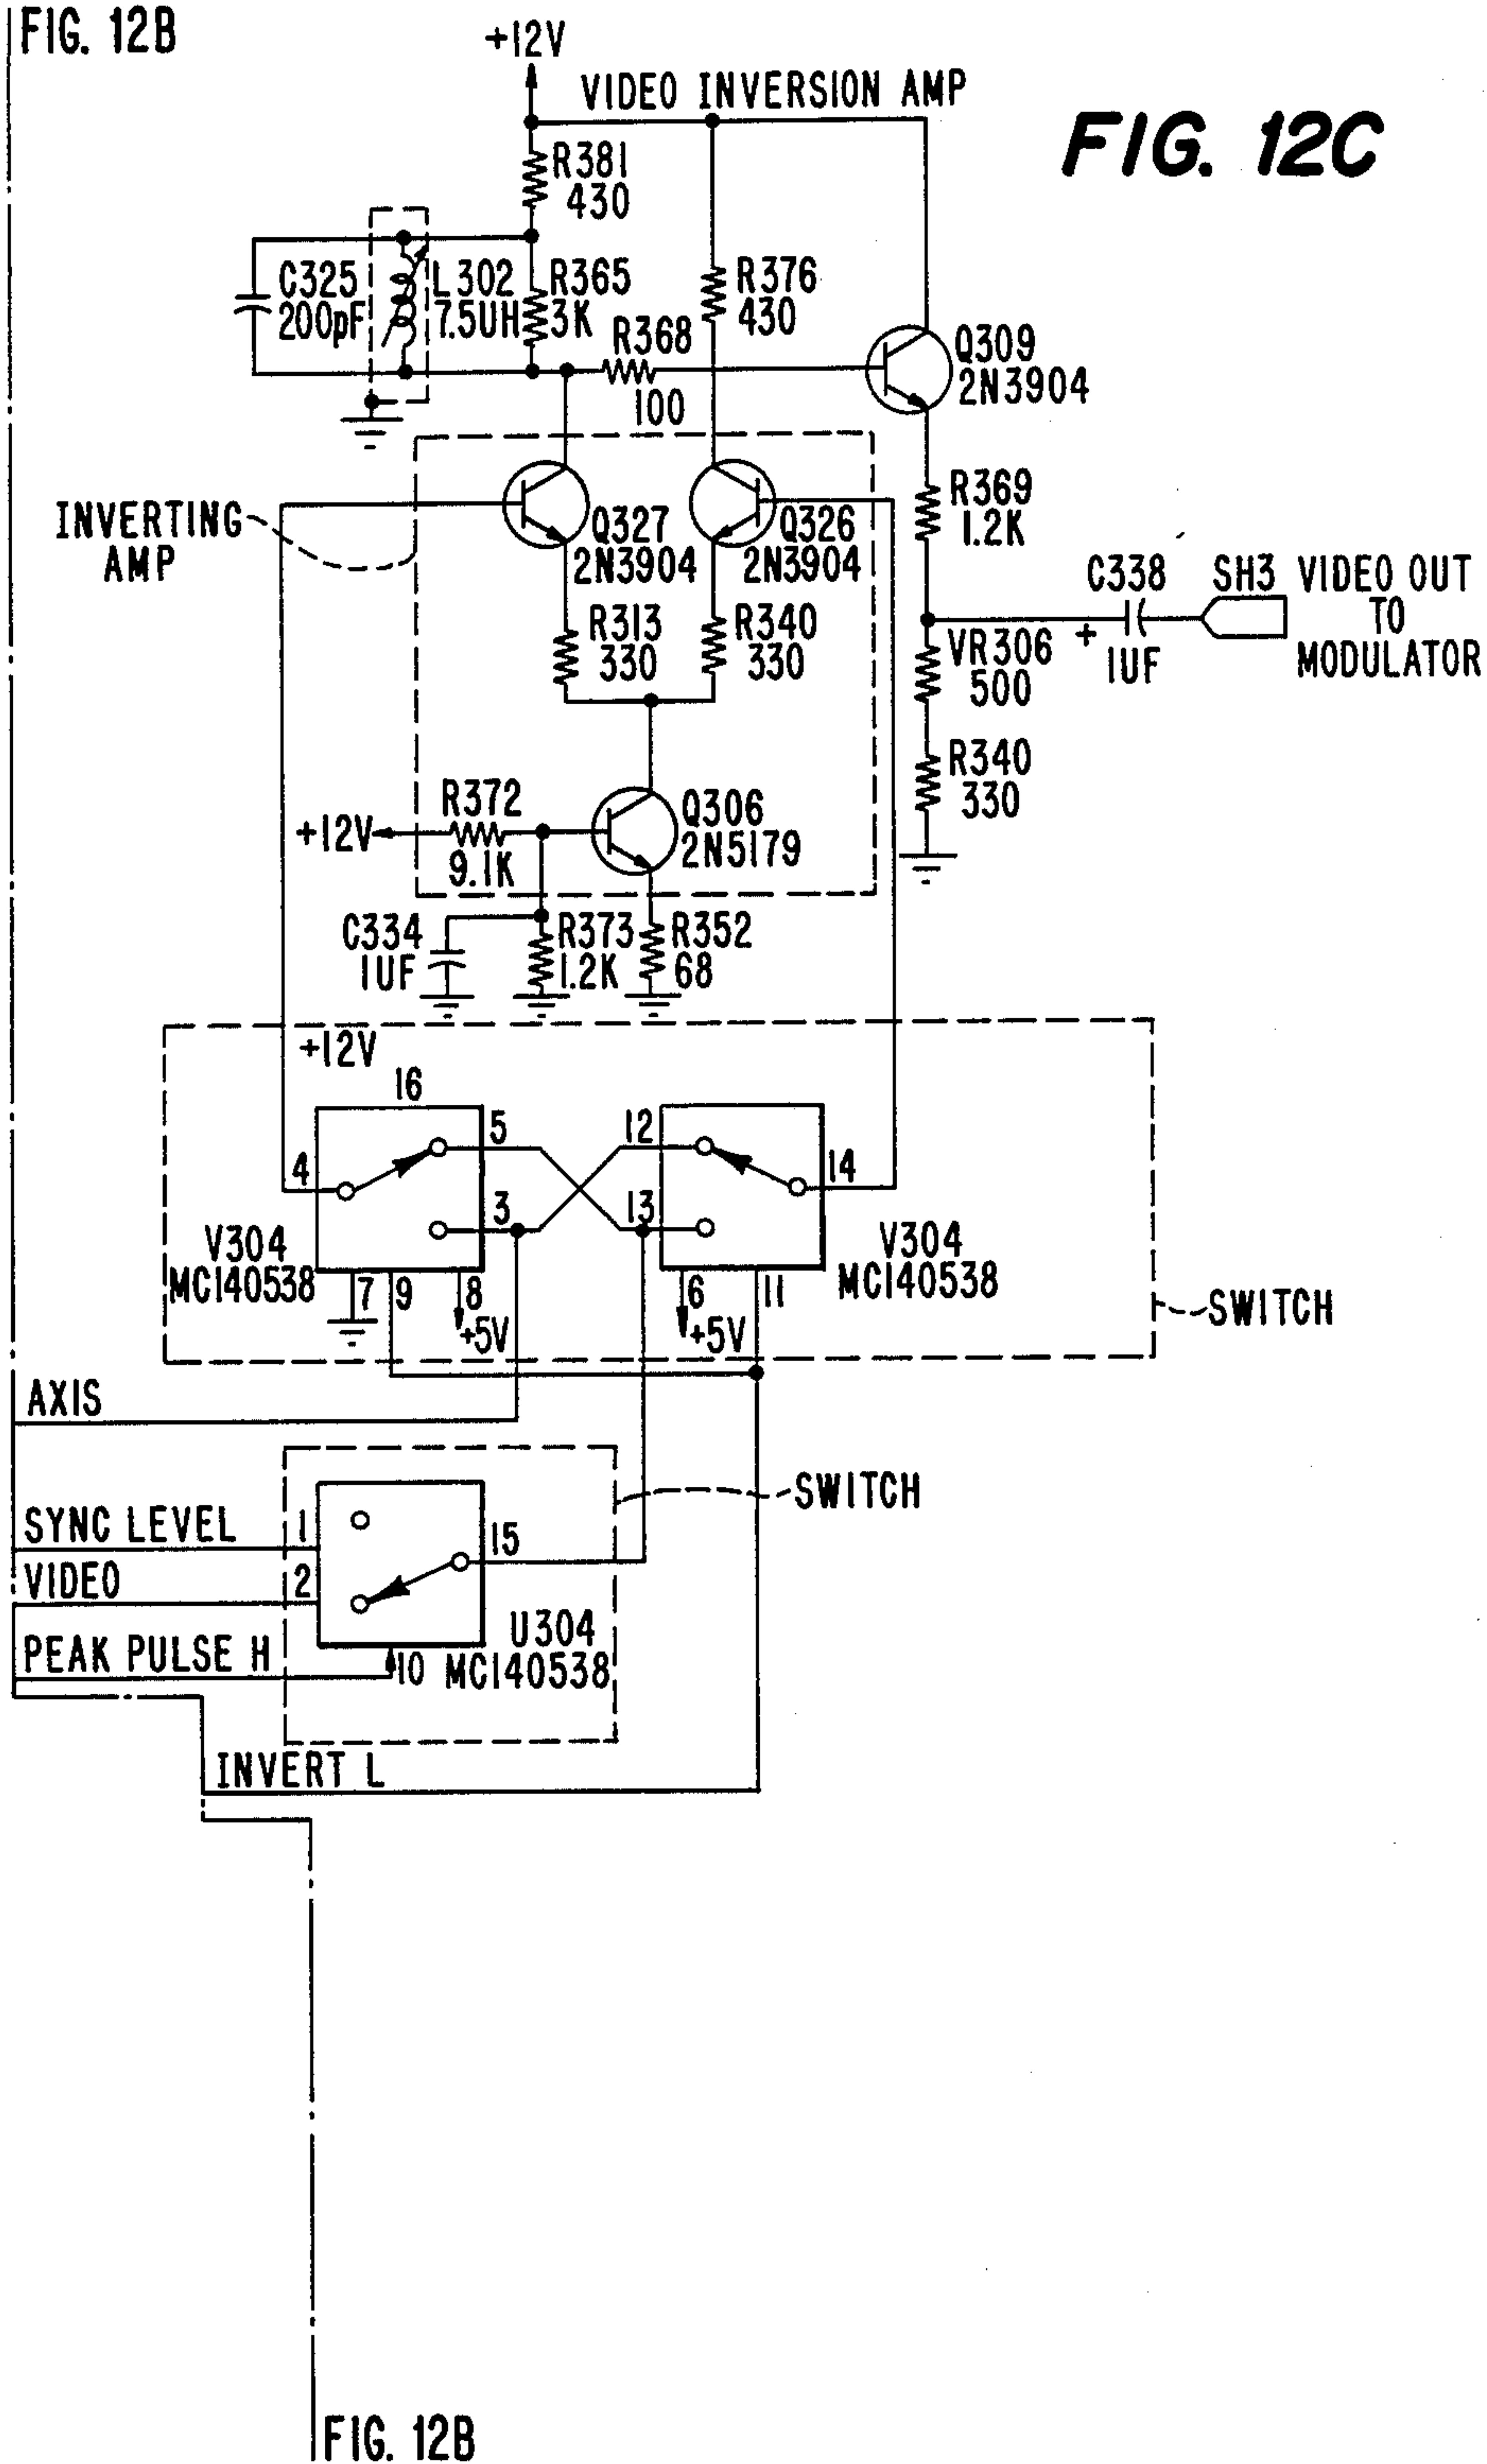 FIG. 12B
+12V
VIDEO INVERSION AMP
FIG. 12C
R381
430
C325
200pF
L302
7.5UH
R365
3K
R368
100
R376
430
Q309
2N3904
INVERTING
AMP
Q327
2N3904
Q326
2N3904
R369
1.2K
C338
+
1UF
SH3 VIDEO OUT
TO
MODULATOR
R313
330
R340
330
VR306
500
R340
330
+12V
R372
9.1K
Q306
2N5179
C334
1UF
R373
1.2K
R352
68
+12V
16
5
4
3
V304
MC140538
7
9
8
+5V
12
13
14
V304
MC140538
6
11
+5V
SWITCH
AXIS
SWITCH
SYNC LEVEL
1
15
VIDEO
2
PEAK PULSE H
10
U304
MC140538
INVERT L
FIG. 12B